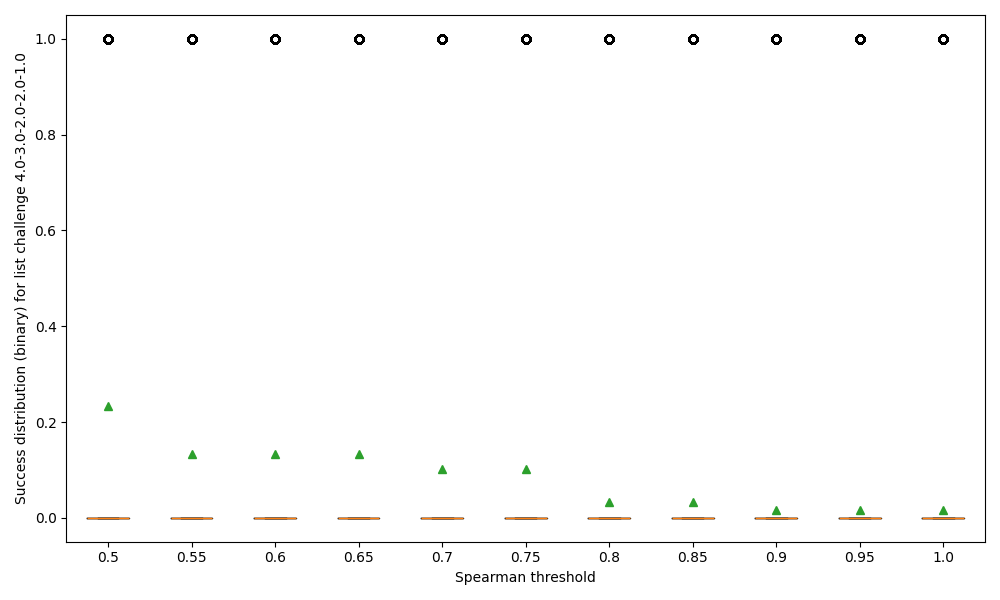 Success distribution (binary) for list challenge 4.0-3.0-2.0-2.0-1.0
1.0
0.8
0.6
0.4
0.2
0.0
0.5 0.55 0.6 0.65 0.7 0.75 0.8 0.85 0.9 0.95 1.0
Spearman threshold